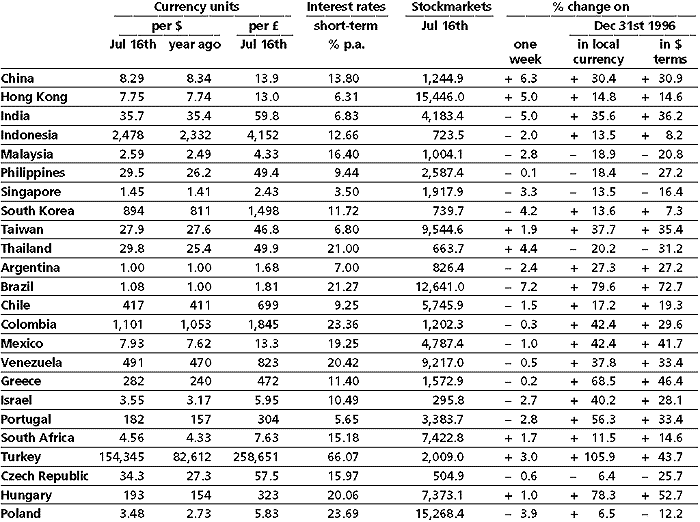 Currency units Interest rates Stockmarkets % change on
per $ per £ short-term Jul 16th Dec 31st 1996
Jul 16th year ago Jul 16th % p.a. one in local in $
week currency terms
China 8.29 8.34 13.9 13.80 1,244.9 + 6.3 + 30.4 + 30.9
Hong Kong 7.75 7.74 13.0 6.31 15,446.0 + 5.0 + 14.8 + 14.6
India 35.7 35.4 59.8 6.83 4,183.4 – 5.0 + 35.6 + 36.2
Indonesia 2,478 2,332 4,152 12.66 723.5 – 2.0 + 13.5 + 8.2
Malaysia 2.59 2.49 4.33 16.40 1,004.1 – 2.8 – 18.9 – 20.8
Philippines 29.5 26.2 49.4 9.44 2,587.4 – 0.1 – 18.4 – 27.2
Singapore 1.45 1.41 2.43 3.50 1,917.9 – 3.3 – 13.5 – 16.4
South Korea 894 811 1,498 11.72 739.7 – 4.2 + 13.6 + 7.3
Taiwan 27.9 27.6 46.8 6.80 9,544.6 + 1.9 + 37.7 + 35.4
Thailand 29.8 25.4 49.9 21.00 663.7 + 4.4 – 20.2 – 31.2
Argentina 1.00 1.00 1.68 7.00 826.4 – 2.4 + 27.3 + 27.2
Brazil 1.08 1.00 1.81 21.27 12,641.0 – 7.2 + 79.6 + 72.7
Chile 417 411 699 9.25 5,745.9 – 1.5 + 17.2 + 19.3
Colombia 1,101 1,053 1,845 23.36 1,202.3 – 0.3 + 42.4 + 29.6
Mexico 7.93 7.62 13.3 19.25 4,787.4 – 1.0 + 42.4 + 41.7
Venezuela 491 470 823 20.42 9,217.0 – 0.5 + 37.8 + 33.4
Greece 282 240 472 11.40 1,572.9 – 0.2 + 68.5 + 46.4
Israel 3.55 3.17 5.95 10.49 295.8 – 2.7 + 40.2 + 28.1
Portugal 182 157 304 5.65 3,383.7 – 2.8 + 56.3 + 33.4
South Africa 4.56 4.33 7.63 15.18 7,422.8 + 1.7 + 11.5 + 14.6
Turkey 154,345 82,612 258,651 66.07 2,009.0 + 3.0 + 105.9 + 43.7
Czech Republic 34.3 27.3 57.5 15.97 504.9 – 0.6 – 6.4 – 25.7
Hungary 193 154 323 20.06 7,373.1 + 1.0 + 78.3 + 52.7
Poland 3.48 2.73 5.83 23.69 15,268.4 – 3.9 + 6.5 – 12.2